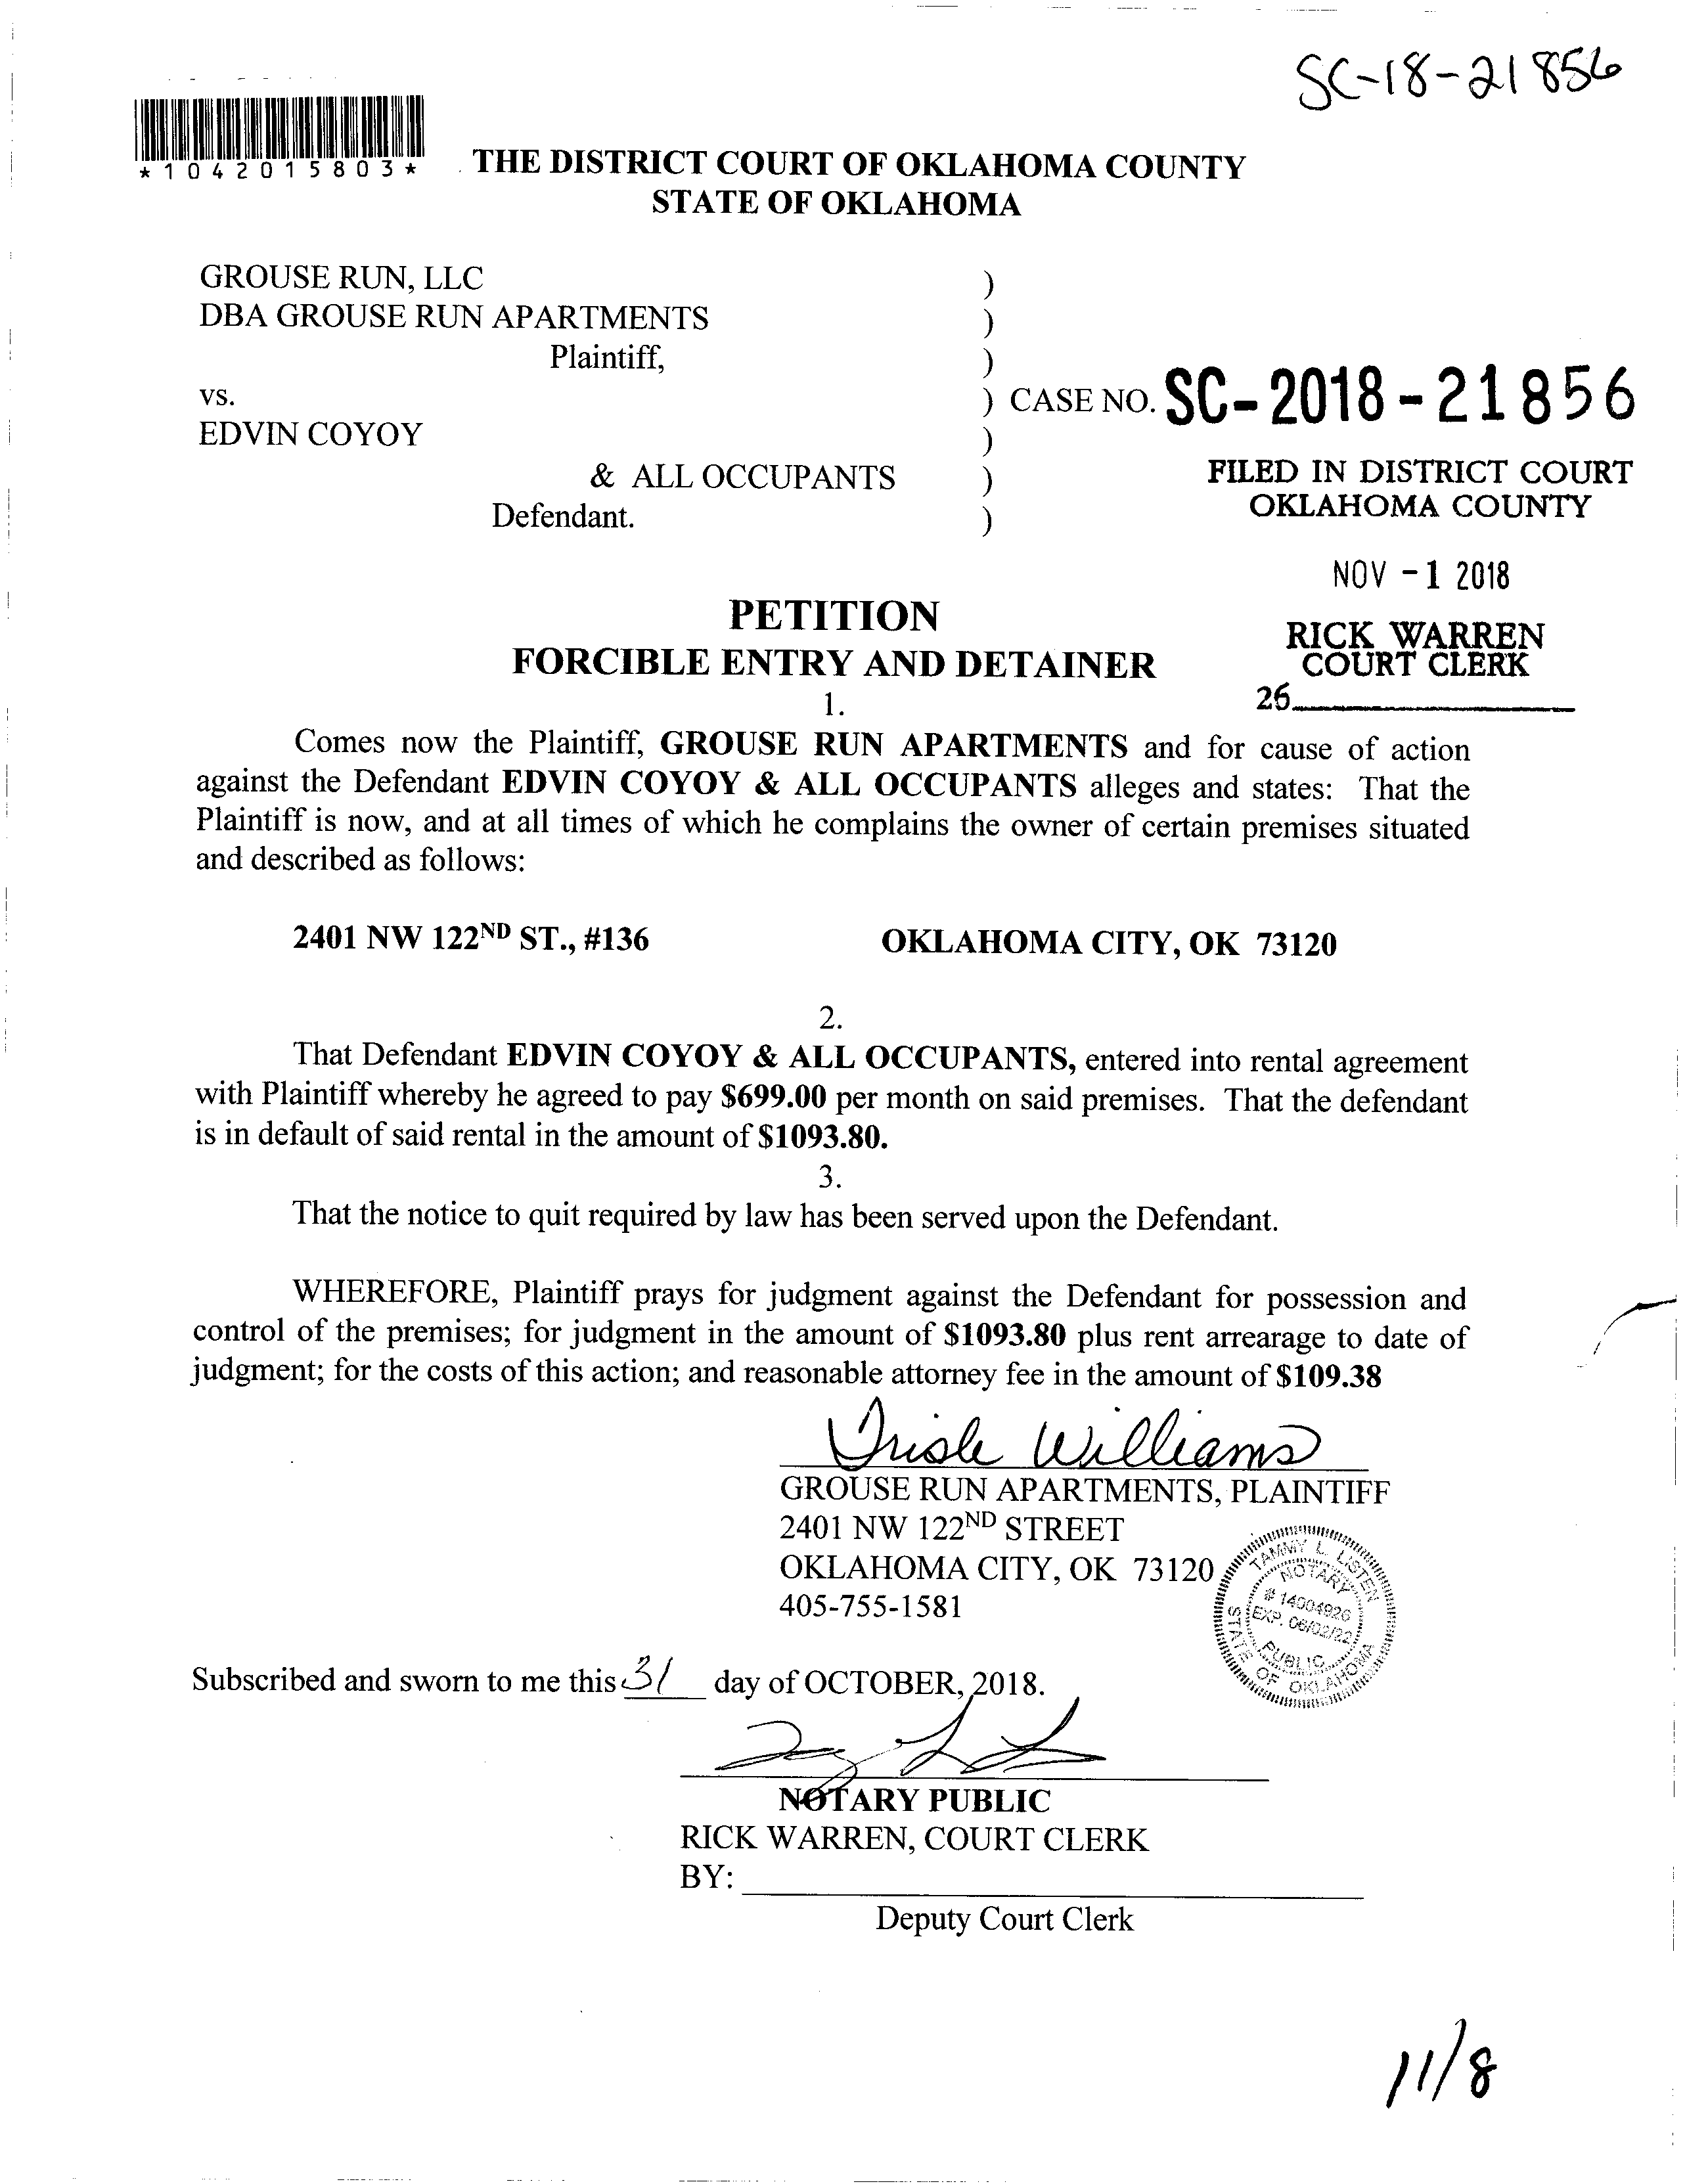 SC-18-21856
*1042015803*
THE DISTRICT COURT OF OKLAHOMA COUNTY
STATE OF OKLAHOMA
GROUSE RUN, LLC )
DBA GROUSE RUN APARTMENTS )
Plaintiff, )
vs. ) CASE NO. SC-2018-21856
EDVIN COYOY )
& ALL OCCUPANTS )
Defendant. )
FILED IN DISTRICT COURT
OKLAHOMA COUNTY
NOV -1 2018
RICK WARREN
COURT CLERK
26
PETITION
FORCIBLE ENTRY AND DETAINER
1.
Comes now the Plaintiff, GROUSE RUN APARTMENTS and for cause of action
against the Defendant EDVIN COYOY & ALL OCCUPANTS alleges and states: That the
Plaintiff is now, and at all times of which he complains the owner of certain premises situated
and described as follows:
2401 NW 122ND ST., #136 OKLAHOMA CITY, OK 73120
2.
That Defendant EDVIN COYOY & ALL OCCUPANTS, entered into rental agreement
with Plaintiff whereby he agreed to pay $699.00 per month on said premises. That the defendant
is in default of said rental in the amount of $1093.80.
3.
That the notice to quit required by law has been served upon the Defendant.
WHEREFORE, Plaintiff prays for judgment against the Defendant for possession and
control of the premises; for judgment in the amount of $1093.80 plus rent arrearage to date of
judgment; for the costs of this action; and reasonable attorney fee in the amount of $109.38
Trisle Williams
GROUSE RUN APARTMENTS, PLAINTIFF
2401 NW 122ND STREET
OKLAHOMA CITY, OK 73120
405-755-1581
TAMMY L. LISTEN
NOTARY
# 14004926
EXP. 06/02/22
PUBLIC
STATE OF OKLAHOMA
Subscribed and sworn to me this 31 day of OCTOBER, 2018.
NOTARY PUBLIC
RICK WARREN, COURT CLERK
BY:
Deputy Court Clerk
11/8